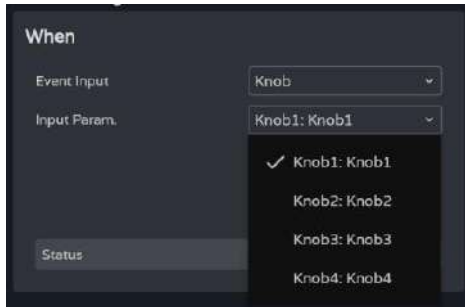 When
Event Input Knob
Input Param. Knob1: Knob1
Knob1: Knob1
Knob2: Knob2
Knob3: Knob3
Status
Knob4: Knob4